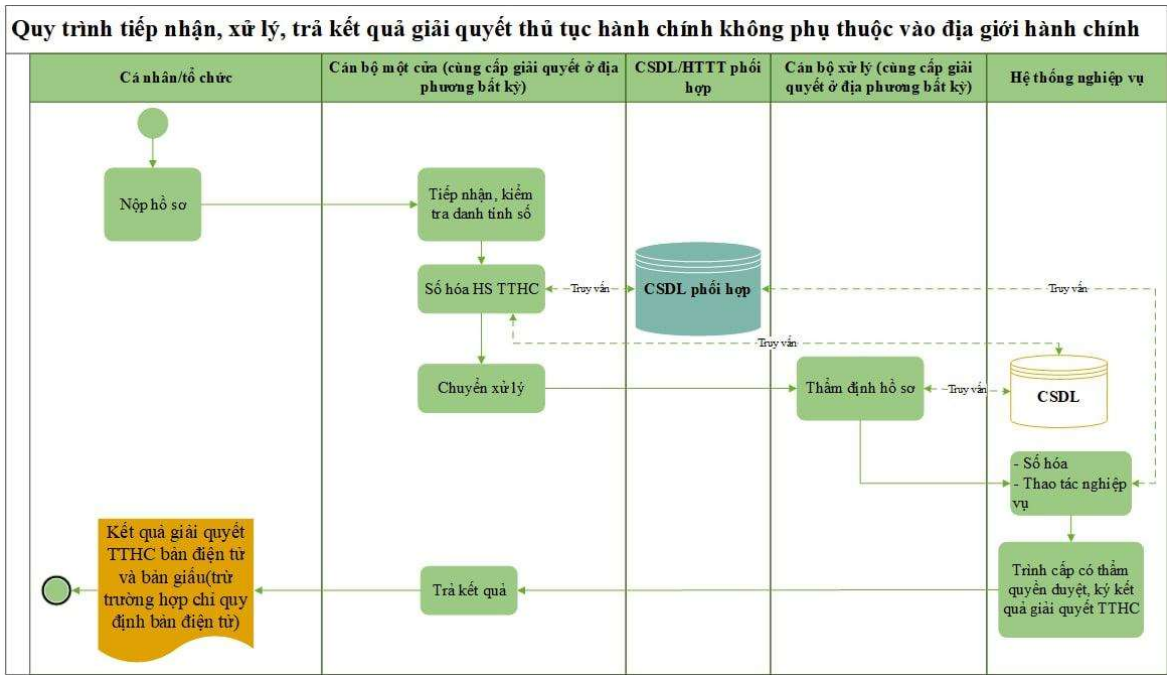 Quy trình tiếp nhận, xử lý, trả kết quả giải quyết thủ tục hành chính không phụ thuộc vào địa giới hành chính
Cá nhân/tổ chức
Cán bộ một cửa (cùng cấp giải quyết ở địa
phương bất kỳ)
CSDL/HTTT phối
hợp
Cán bộ xử lý (cùng cấp giải
quyết ở địa phương bất kỳ)
Hệ thống nghiệp vụ
Nộp hồ sơ
Tiếp nhận, kiểm
tra danh tính số
Số hóa HS TTHC
Truy vấn
CSDL phối hợp
Truy vấn
Truy vấn
Chuyển xử lý
Thẩm định hồ sơ
Truy vấn
CSDL
- Số hóa
- Thao tác nghiệp
vụ
Kết quả giải quyết
TTHC bản điện tử
và bản giấu(trừ
trường hợp chỉ quy
định bản điện tử)
Trả kết quả
Trình cấp có thẩm
quyền duyệt, ký kết
quả giải quyết TTHC